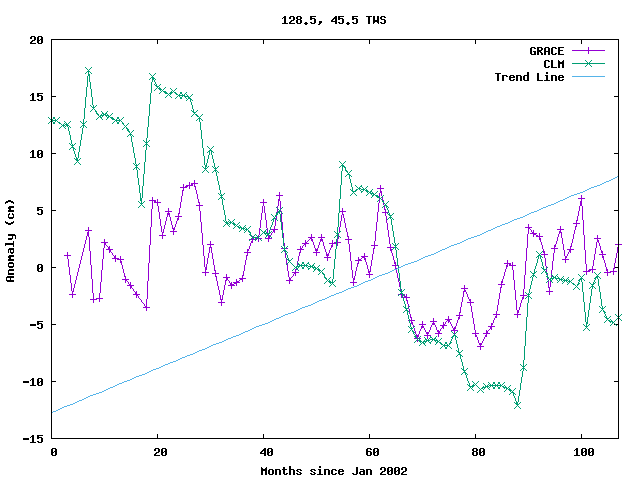 128.5, 45.5 TWS
GRACE
CLM
Trend Line
20
15
10
5
0
-5
-10
-15
Anomaly (cm)
0 20 40 60 80 100
Months since Jan 2002